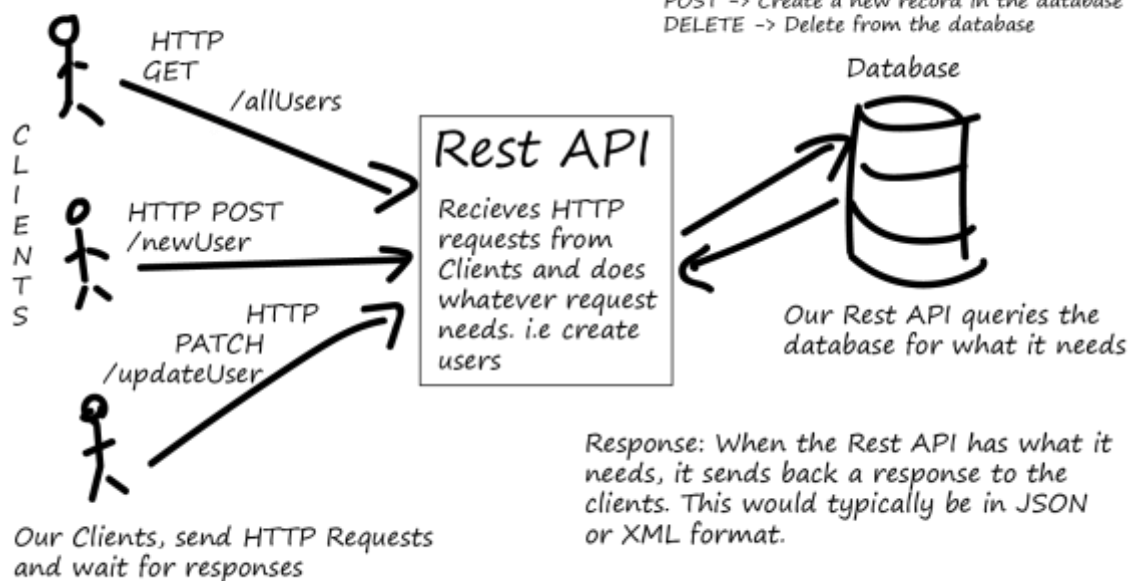 POST -> Create a new record in the database
DELETE -> Delete from the database
HTTP
GET
/allUsers
Database
CLIENTS
Rest API
Recieves HTTP
requests from
Clients and does
whatever request
needs. i.e create
users
HTTP POST
/newUser
HTTP
PATCH
/updateUser
Our Rest API queries the
database for what it needs
Response: When the Rest API has what it
needs, it sends back a response to the
clients. This would typically be in JSON
or XML format.
Our Clients, send HTTP Requests
and wait for responses